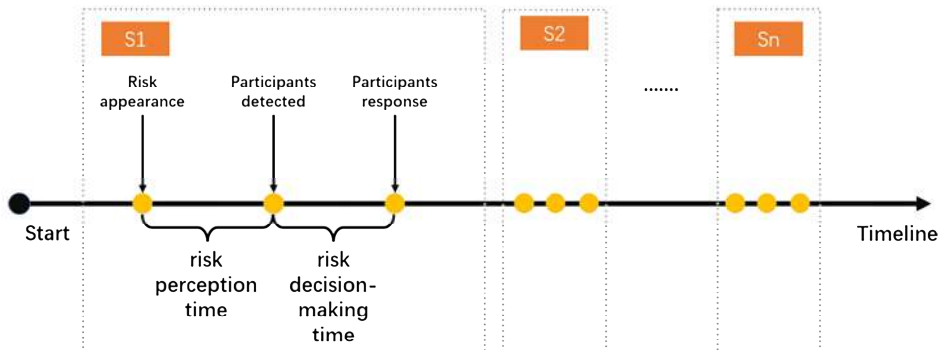 S1
S2
Sn
Risk
appearance
Participants
detected
Participants
response
.......
Start
Timeline
risk
perception
time
risk
decision-
making
time